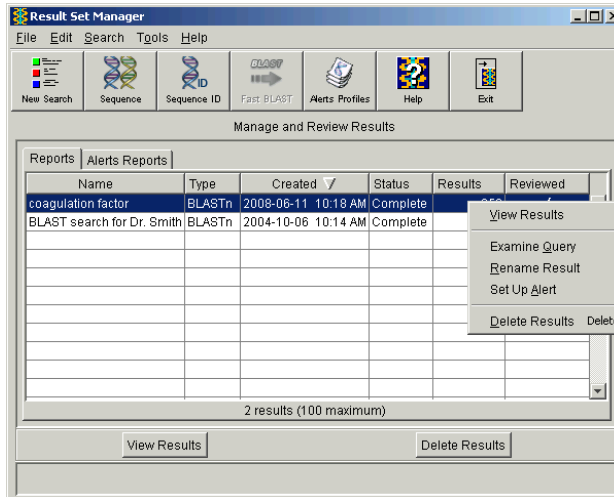 Result Set Manager
File Edit Search Tools Help
BLAST
ID
New Search Sequence Sequence ID Fast BLAST Alerts Profiles Help Exit
Manage and Review Results
Reports Alerts Reports
Name Type Created Status Results Reviewed
coagulation factor BLASTn 2008-06-11 10:18 AM Complete
BLAST search for Dr. Smith BLASTn 2004-10-06 10:14 AM Complete
View Results
Examine Query
Rename Result
Set Up Alert
Delete Results Delete
2 results (100 maximum)
View Results Delete Results